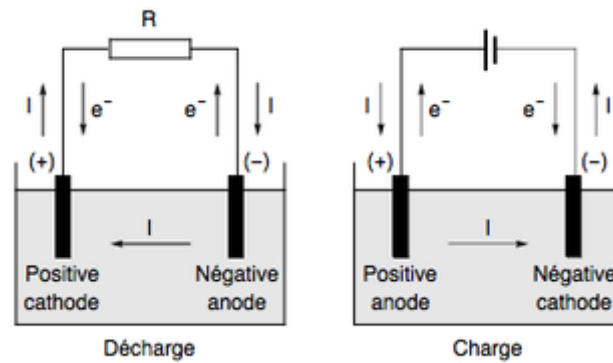 R
I e⁻ e⁻ I
I e⁻ e⁻ I
(+) (−) (+) (−)
I I
Positive cathode
Négative anode
Positive anode
Négative cathode
Décharge
Charge